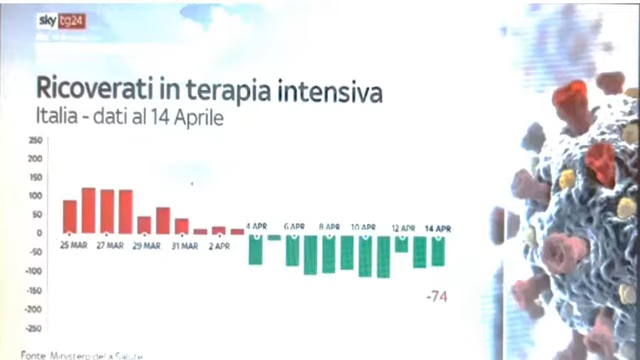 sky tg24
Ricoverati in terapia intensiva
Italia - dati al 14 Aprile
250
200
150
100
50
0
-50
-100
-150
-200
-250
25 MAR 27 MAR 29 MAR 31 MAR 2 APR 4 APR 6 APR 8 APR 10 APR 12 APR 14 APR
-74
Fonte Ministero della Salute